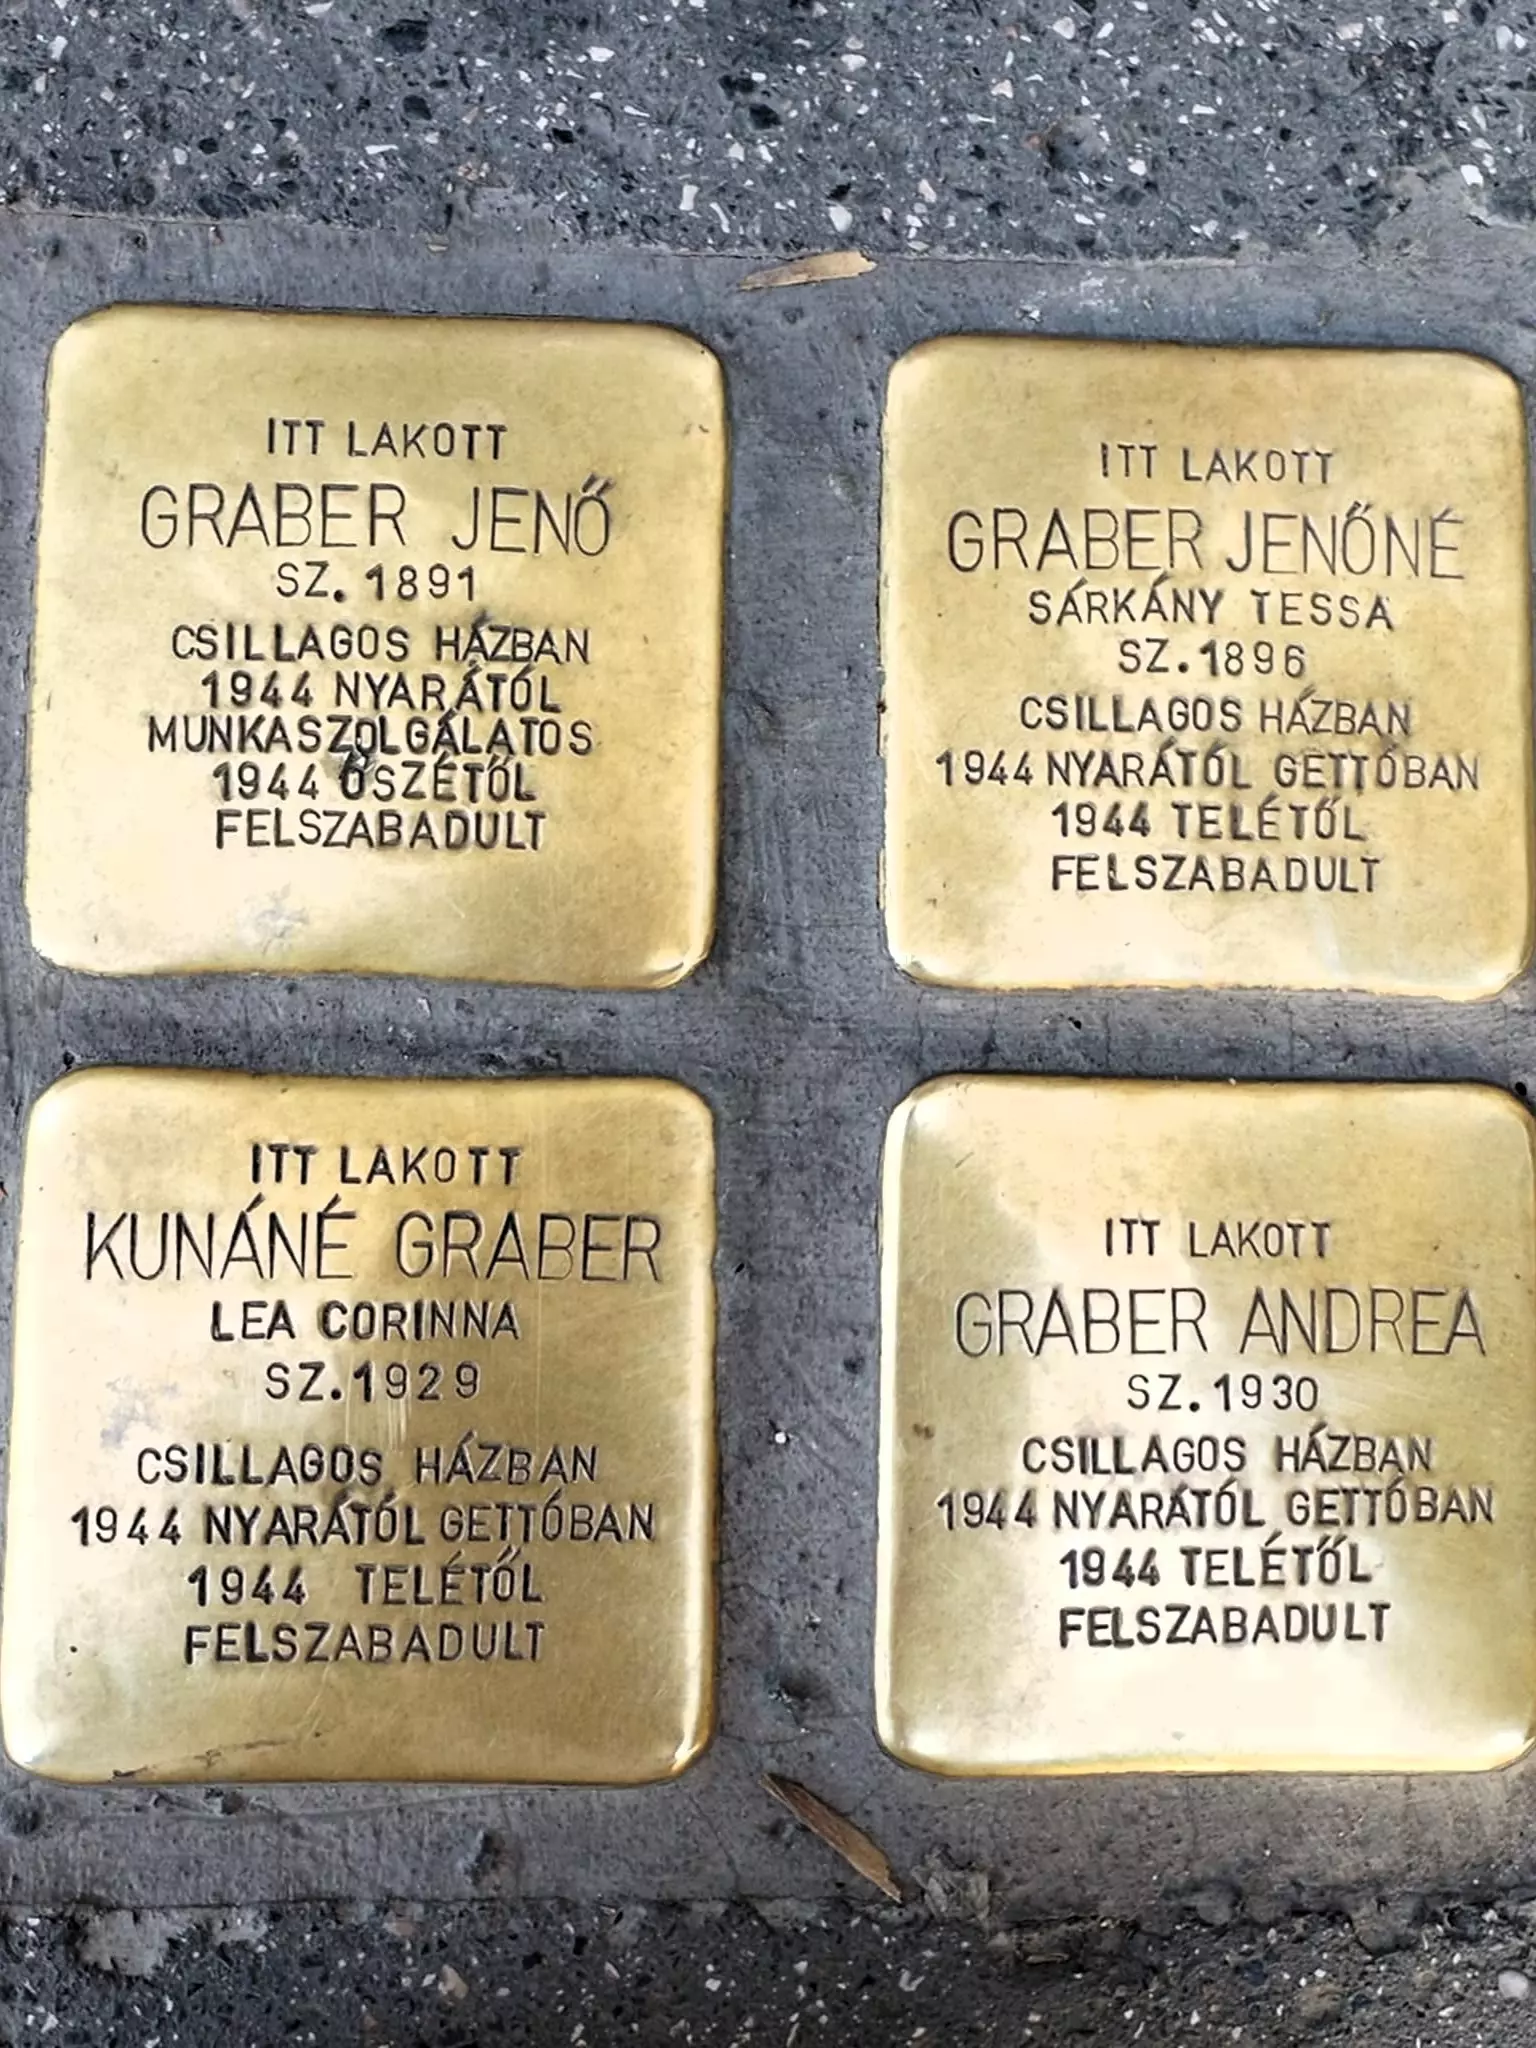 ITT LAKOTT
GRABER JENŐ
SZ. 1891
CSILLAGOS HÁZBAN
1944 NYARÁTÓL
MUNKASZOLGÁLATOS
1944 ŐSZÉTŐL
FELSZABADULT
ITT LAKOTT
GRABER JENŐNÉ
SÁRKÁNY TESSA
SZ. 1896
CSILLAGOS HÁZBAN
1944 NYARÁTÓL GETTÓBAN
1944 TELÉTŐL
FELSZABADULT
ITT LAKOTT
KUNÁNÉ GRABER
LEA CORINNA
SZ. 1929
CSILLAGOS HÁZBAN
1944 NYARÁTÓL GETTÓBAN
1944 TELÉTŐL
FELSZABADULT
ITT LAKOTT
GRABER ANDREA
SZ. 1930
CSILLAGOS HÁZBAN
1944 NYARÁTÓL GETTÓBAN
1944 TELÉTŐL
FELSZABADULT